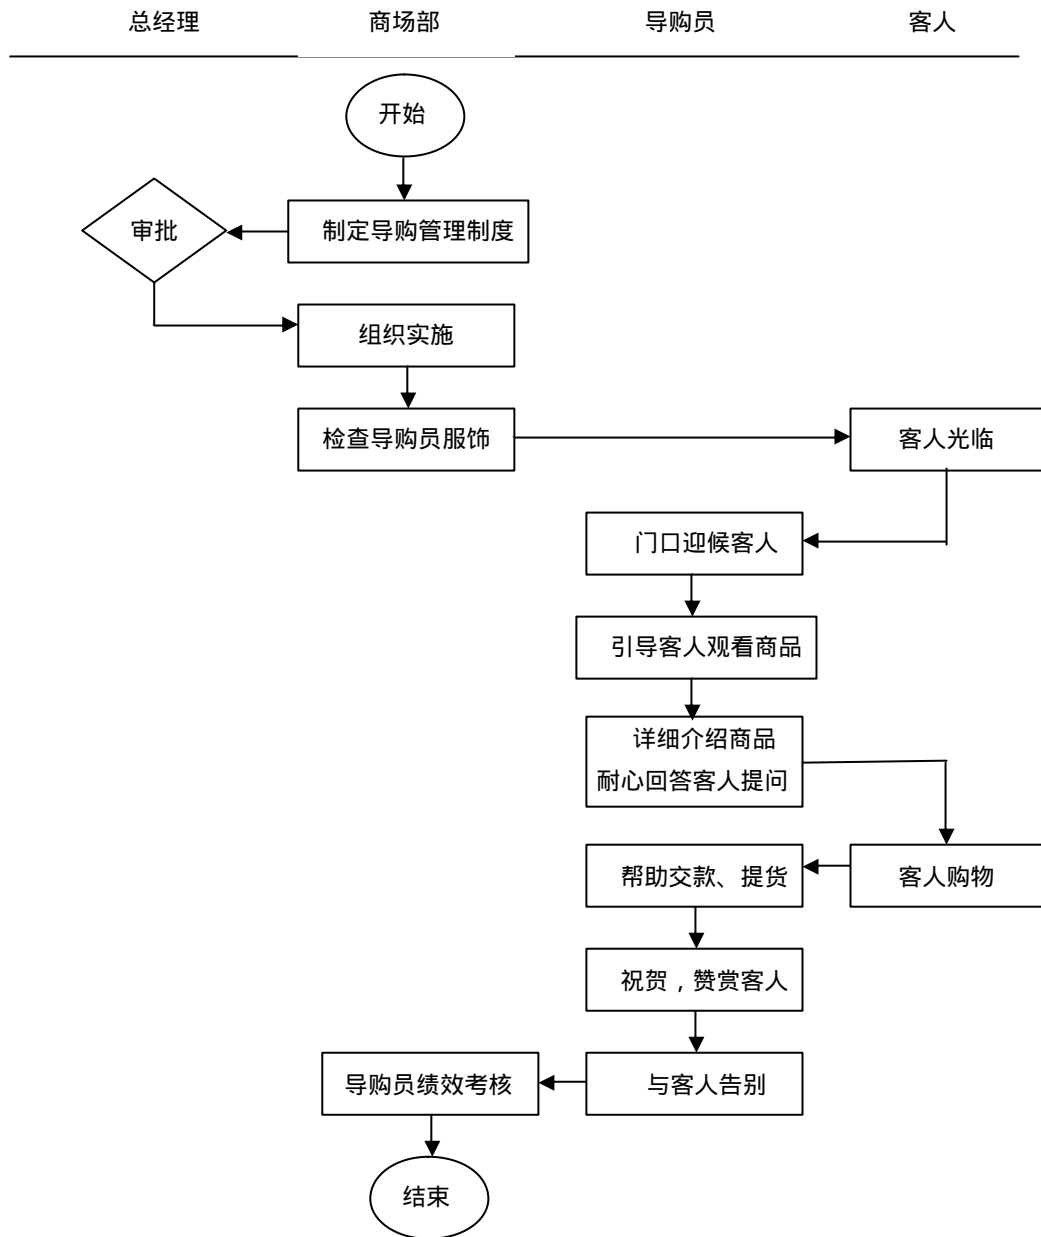 总经理 商场部 导购员 客人
开始
审批 制定导购管理制度
组织实施
检查导购员服饰 客人光临
门口迎候客人
引导客人观看商品
详细介绍商品
耐心回答客人提问
帮助交款、提货 客人购物
祝贺，赞赏客人
导购员绩效考核 与客人告别
结束